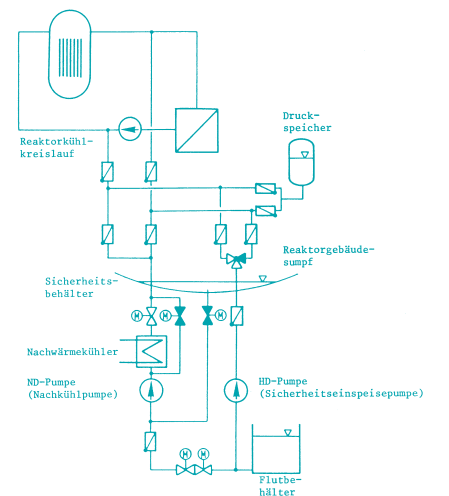 Druck-
speicher
Reaktorkühl-
kreislauf
Reaktorgebäude-
sumpf
Sicherheits-
behälter
M
M
M
Nachwärmekühler
ND-Pumpe
(Nachkühlpumpe)
HD-Pumpe
(Sicherheitseinspeisepumpe)
M
M
Flutbe-
hälter